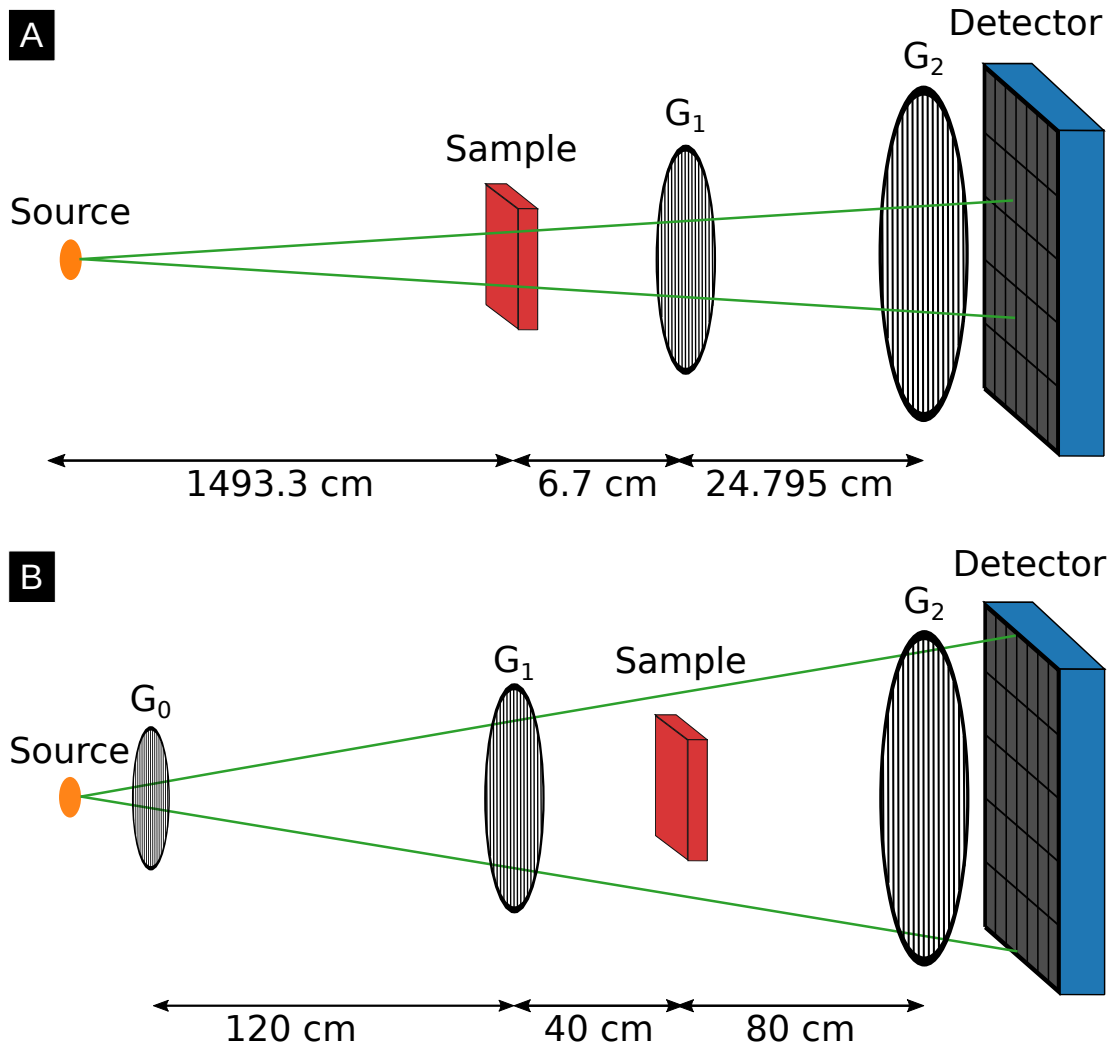 A
Detector
G₂
G₁
Sample
Source
1493.3 cm
6.7 cm
24.795 cm
B
Detector
G₂
G₁
Sample
G₀
Source
120 cm
40 cm
80 cm